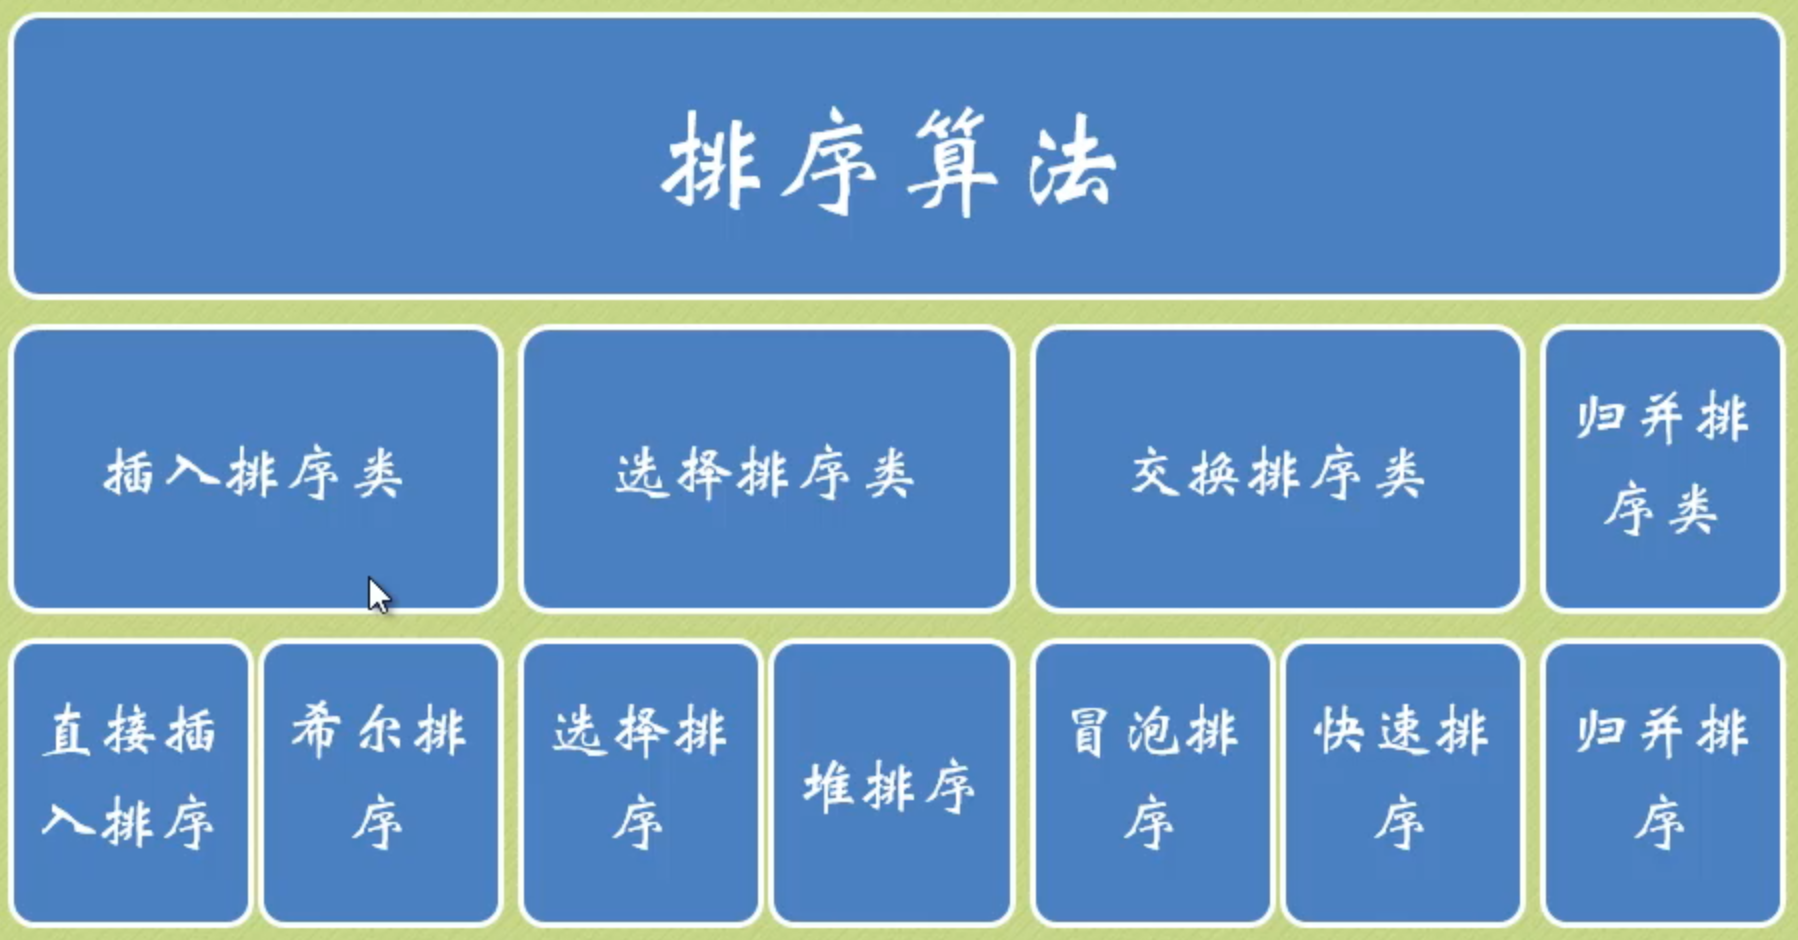 排序算法
插入排序类
选择排序类
交换排序类
归并排
序类
直接插
入排序
希尔排
序
选择排
序
堆排序
冒泡排
序
快速排
序
归并排
序